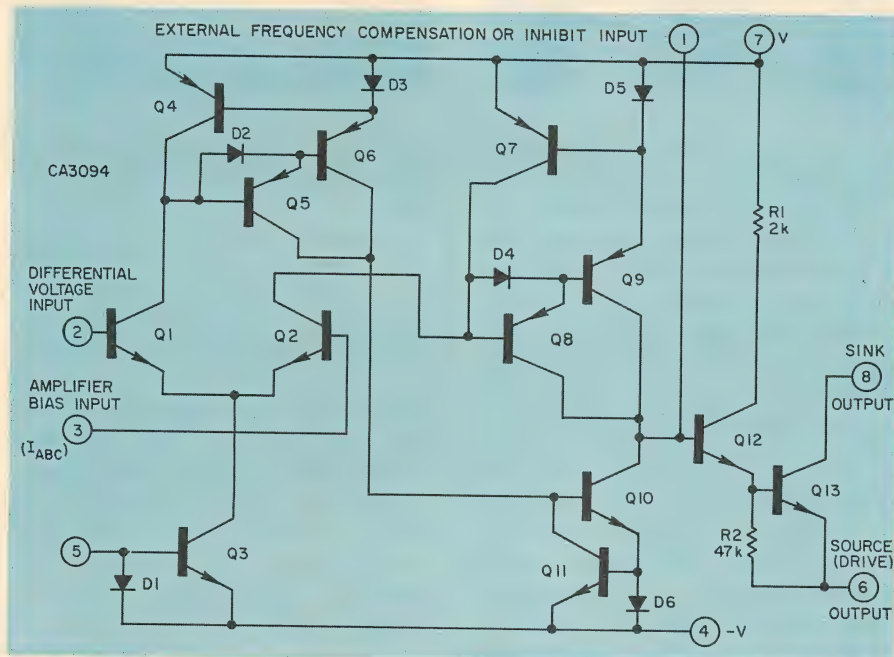 EXTERNAL FREQUENCY COMPENSATION OR INHIBIT INPUT
1
7 V
Q4
D3
D5
D2
Q6
Q7
CA3094
Q5
R1
2k
D4
Q9
DIFFERENTIAL
VOLTAGE
INPUT
2
Q1
Q2
Q8
SINK
8
OUTPUT
AMPLIFIER
BIAS INPUT
3
(IABC)
Q12
Q10
Q13
R2
47k
SOURCE
(DRIVE)
6
OUTPUT
5
Q3
Q11
D1
D6
4 -V